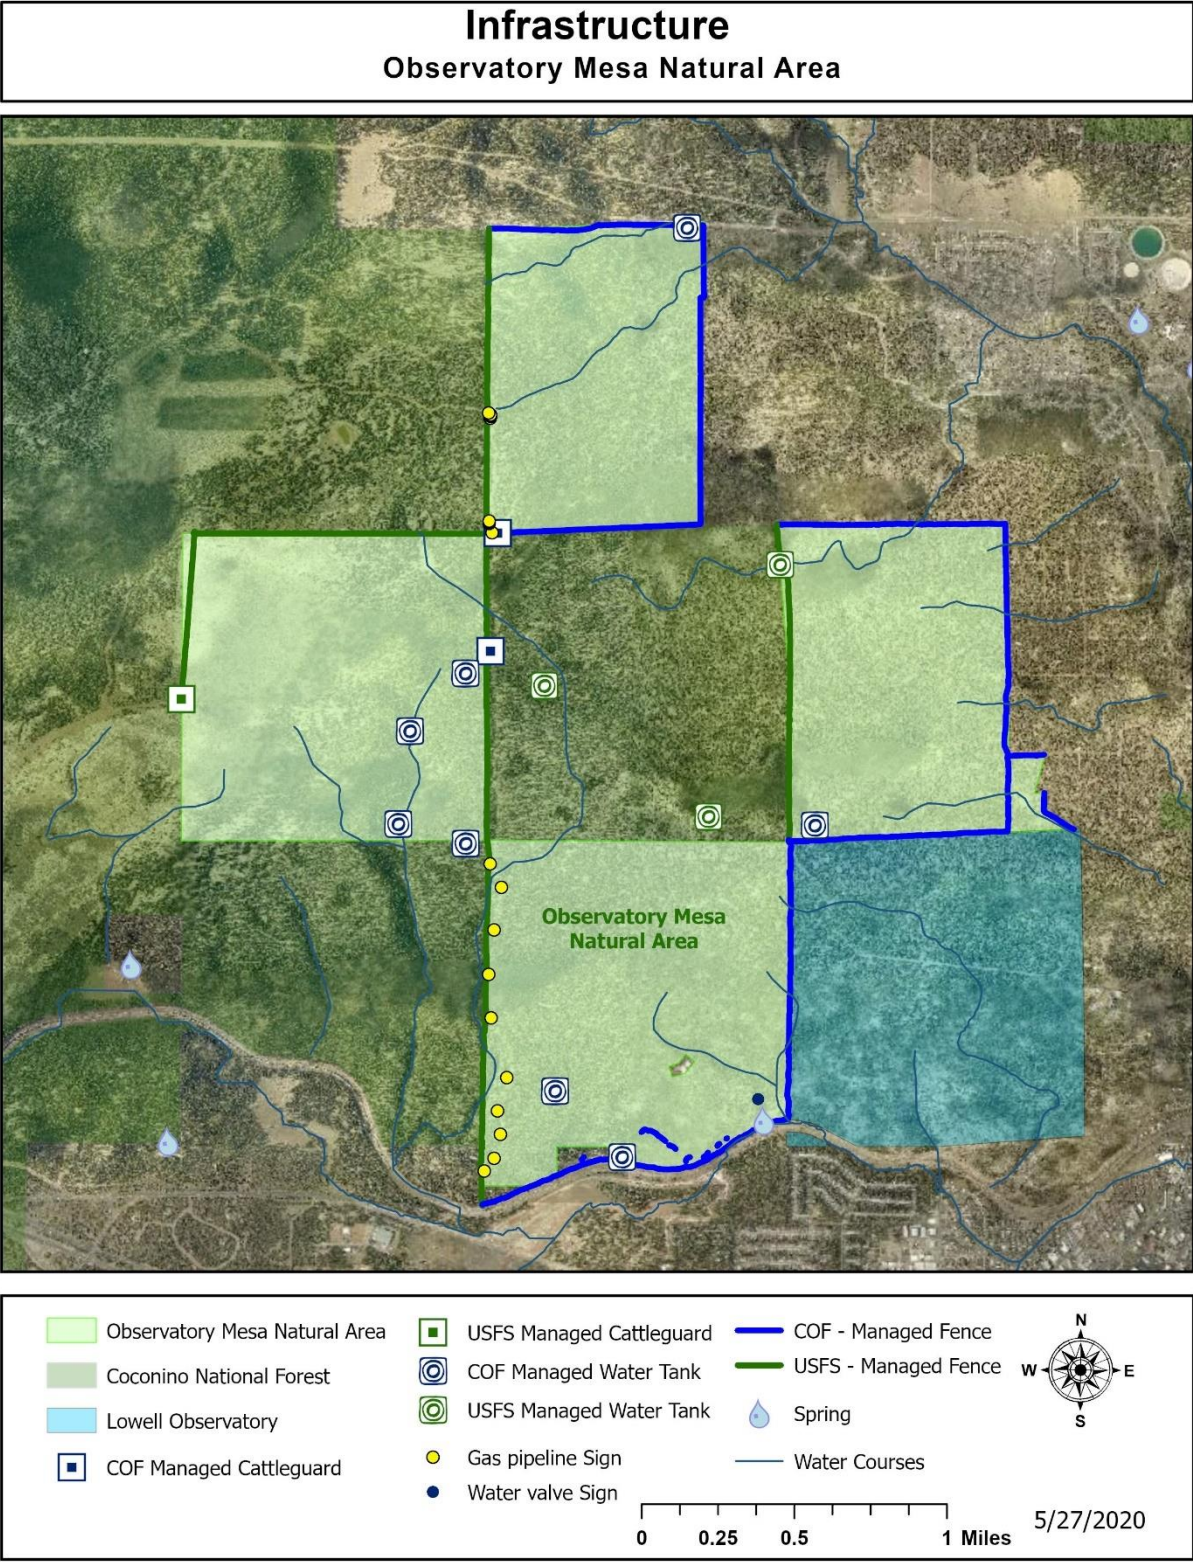 Infrastructure
Observatory Mesa Natural Area
Observatory Mesa
Natural Area
Observatory Mesa Natural Area
Coconino National Forest
Lowell Observatory
COF Managed Cattleguard
USFS Managed Cattleguard
COF Managed Water Tank
USFS Managed Water Tank
Gas pipeline Sign
Water valve Sign
COF - Managed Fence
USFS - Managed Fence
Spring
Water Courses
N
W E
S
0 0.25 0.5 1 Miles
5/27/2020